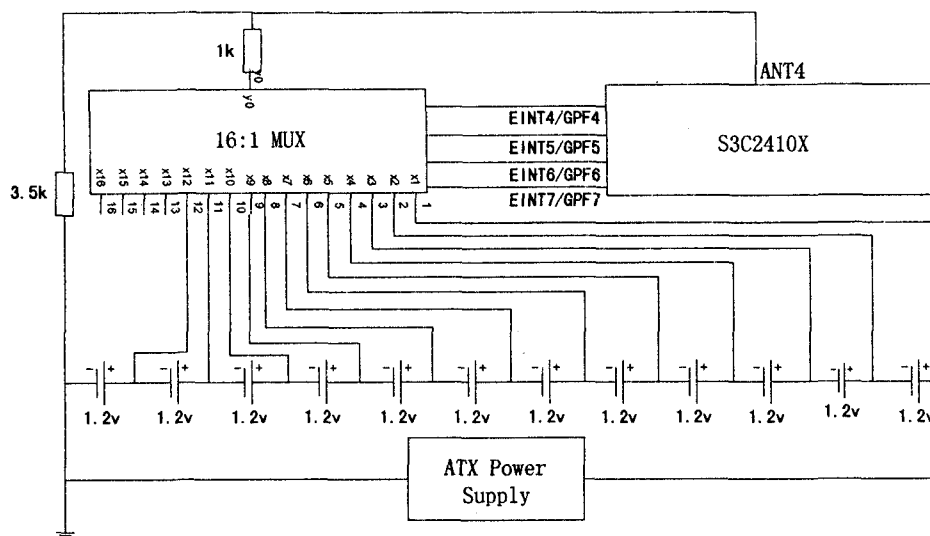 1k
y0
ANT4
y0
EINT4/GPF4
16:1 MUX
EINT5/GPF5
S3C2410X
EINT6/GPF6
EINT7/GPF7
3.5k
x16 x15 x14 x13 x12 x11 x10 x9 x8 x7 x6 x5 x4 x3 x2 x1
16 15 14 13 12 11 10 9 8 7 6 5 4 3 2 1
- + - + - + - + - + - + - + - + - + - + - + - +
1.2v 1.2v 1.2v 1.2v 1.2v 1.2v 1.2v 1.2v 1.2v 1.2v 1.2v 1.2v
ATX Power
Supply